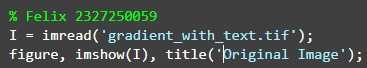 % Felix 2327250059
I = imread('gradient_with_text.tif');
figure, imshow(I), title('Original Image');